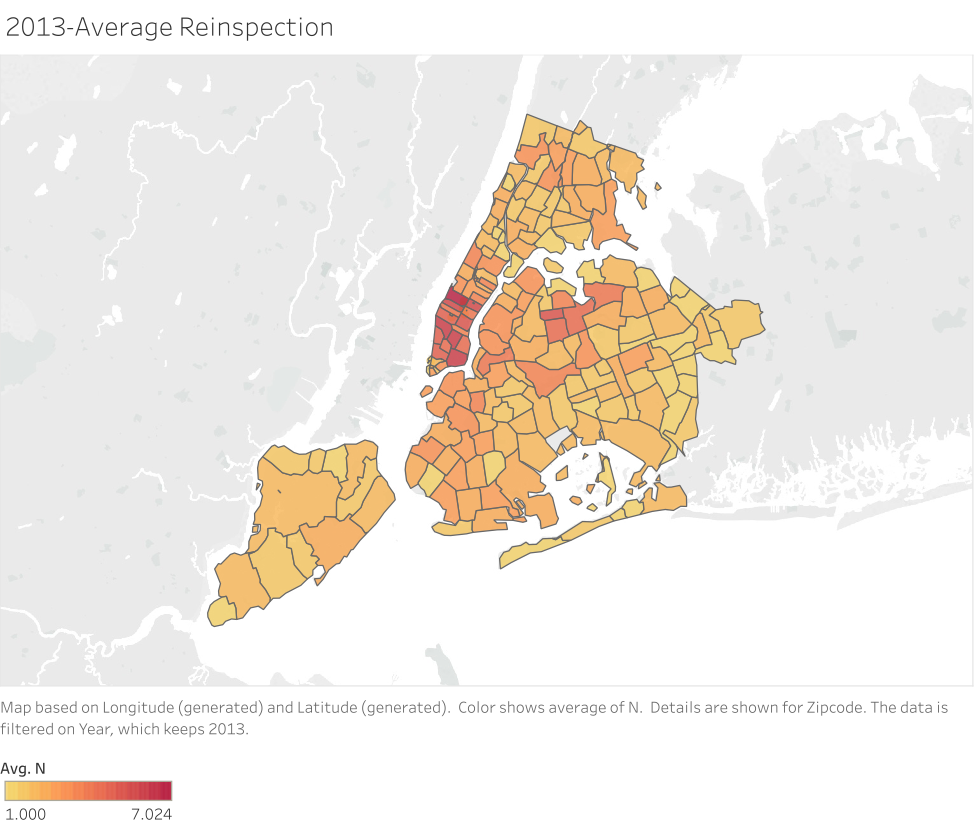 2013-Average Reinspection
Map based on Longitude (generated) and Latitude (generated).  Color shows average of N.  Details are shown for Zipcode. The data is
filtered on Year, which keeps 2013.
Avg. N
1.000 7.024